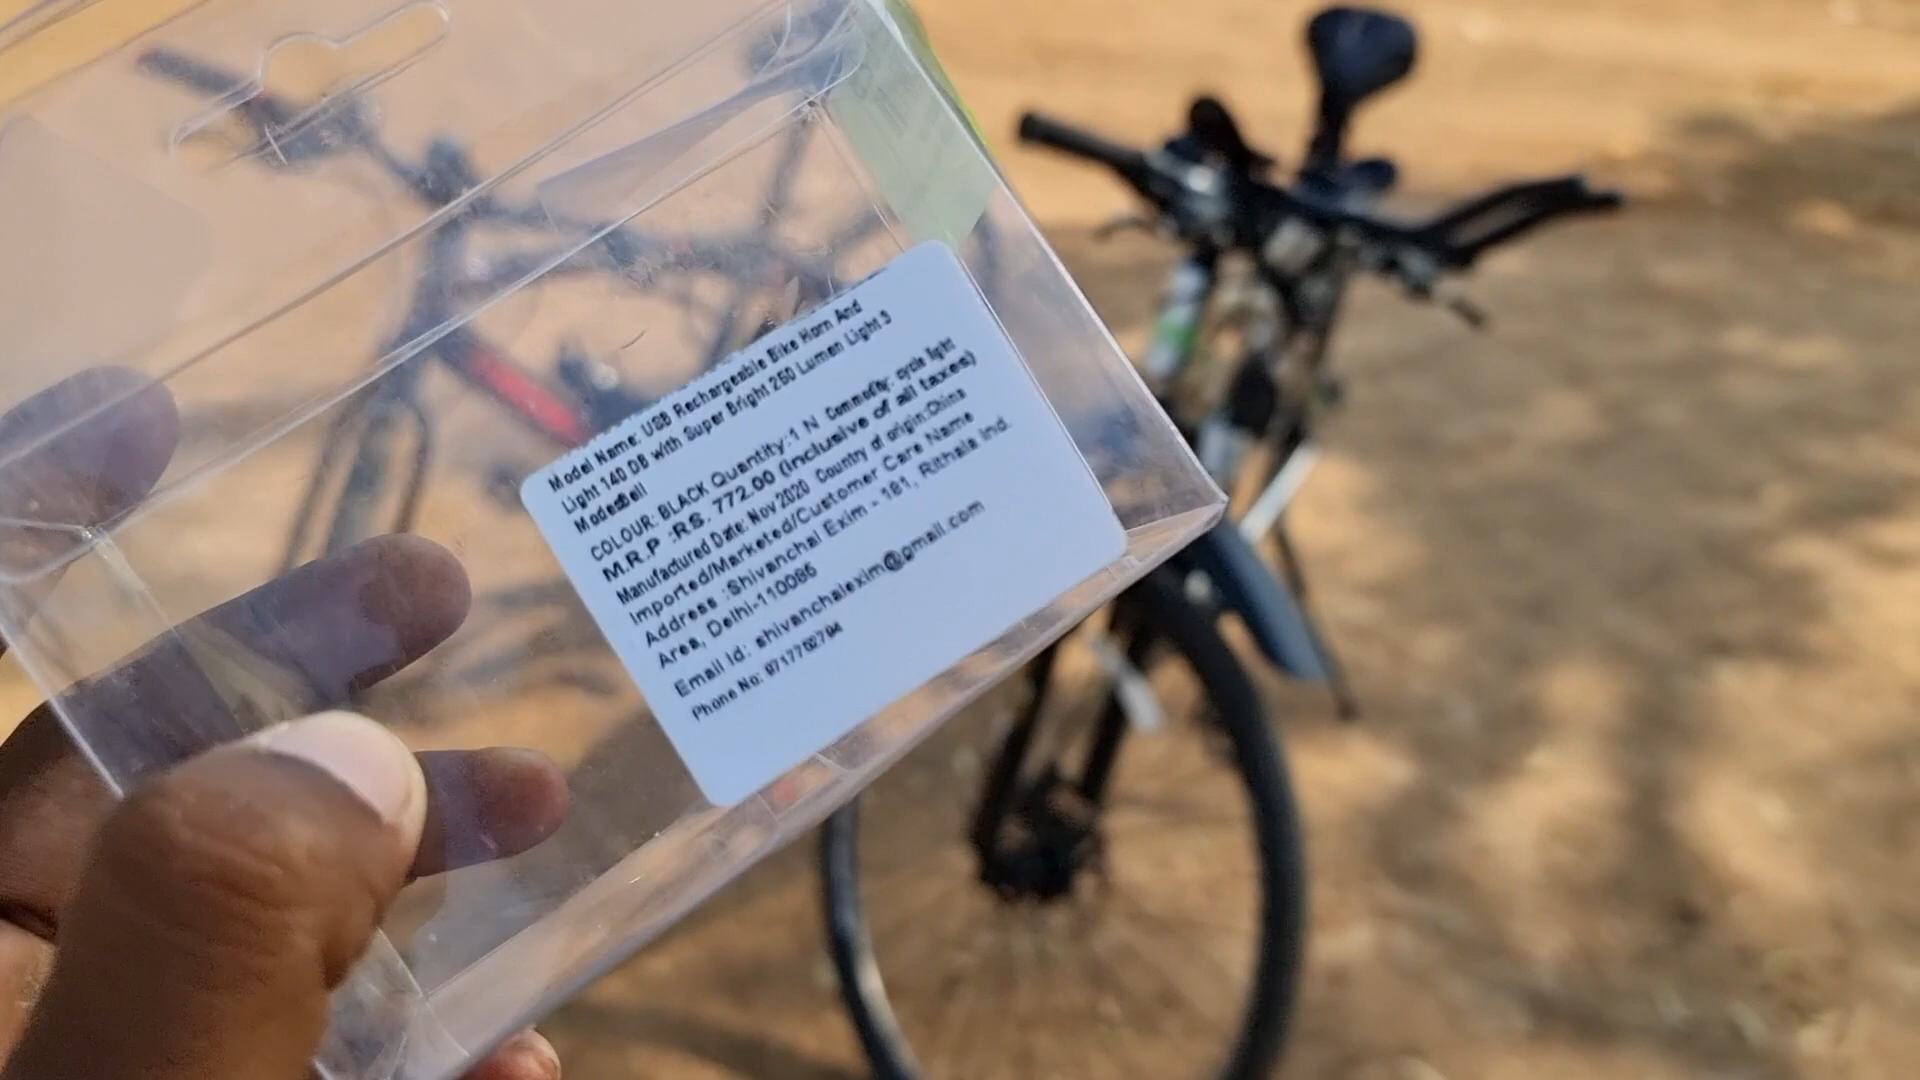 Model Name: USB Rechargeable Bike Horn And
Light 140 DB with Super Bright 250 Lumen Light 3
ModesBell
COLOUR: BLACK Quantity:1 N Commodity: cycle light
M.R.P :RS. 772.00 (Inclusive of all taxes)
Manufactured Date: Nov 2020 Country of origin:China
Imported/Marketed/Customer Care Name
Address :Shivanchal Exim - 181, Rithala Ind.
Area, Delhi-110085
Email Id: shivanchalexim@gmail.com
Phone No: 9717752794